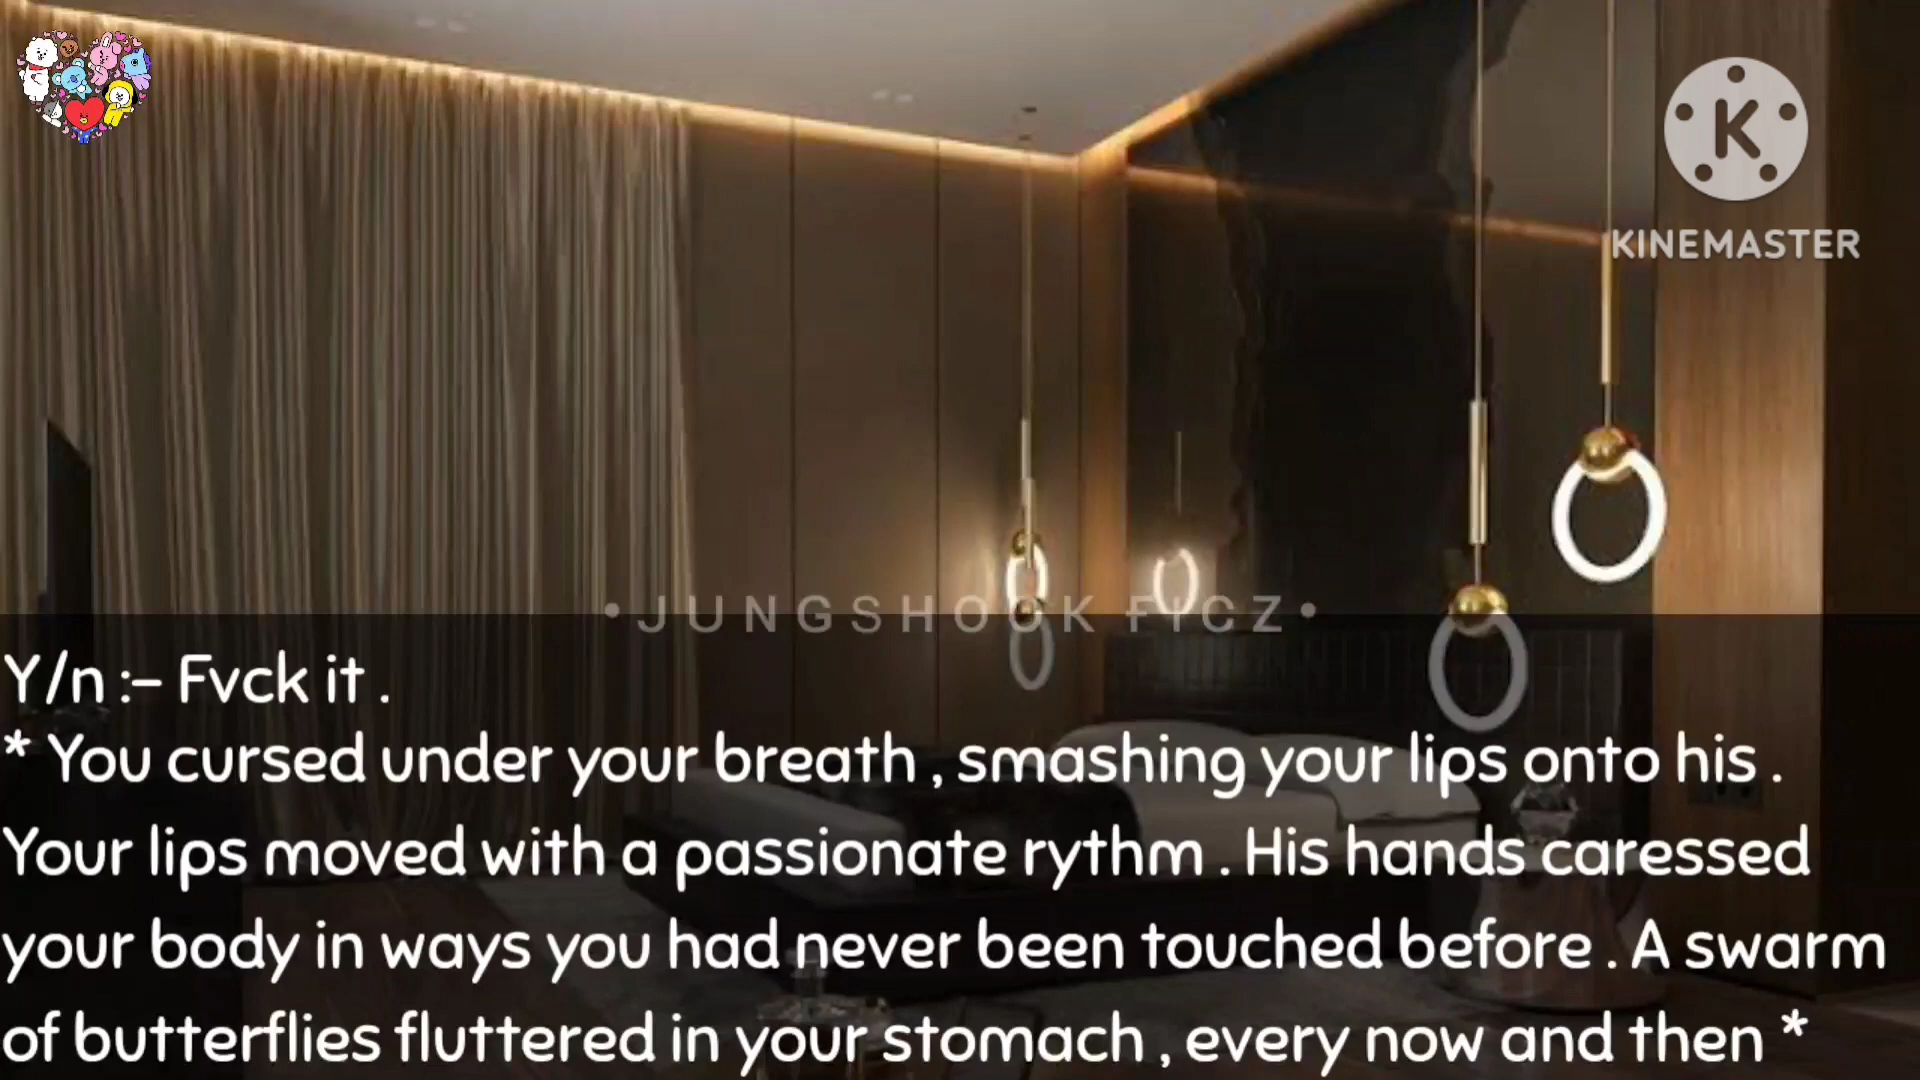 K
KINEMASTER
•JUNGSHOOK FICZ•
Y/n :- Fvck it .
* You cursed under your breath , smashing your lips onto his .
Your lips moved with a passionate rythm . His hands caressed
your body in ways you had never been touched before . A swarm
of butterflies fluttered in your stomach , every now and then *